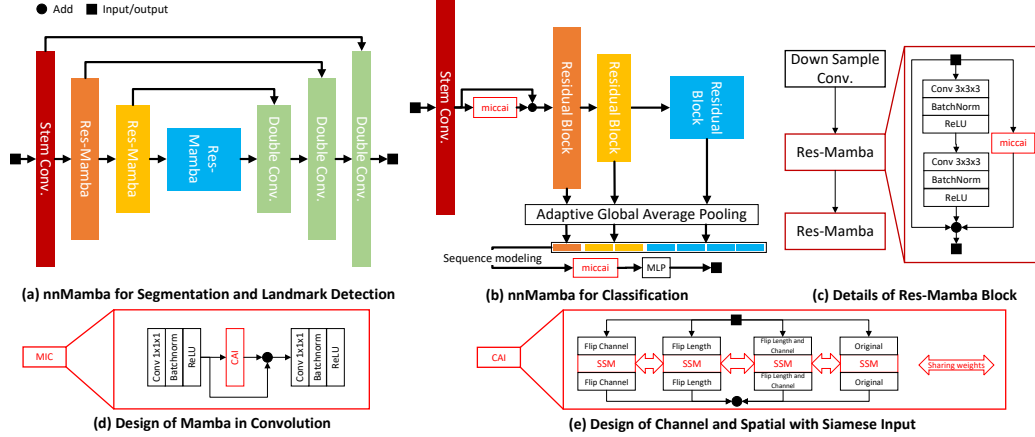 Add
Input/output
Stem Conv.
Res-Mamba
Res-Mamba
Res-
Mamba
Double Conv.
Double Conv.
Double Conv.
(a) nnMamba for Segmentation and Landmark Detection
Stem Conv.
miccai
Residual Block
Residual Block
Residual
Block
Adaptive Global Average Pooling
Sequence modeling
miccai
MLP
(b) nnMamba for Classification
Down Sample
Conv.
Res-Mamba
Res-Mamba
Conv 3x3x3
BatchNorm
ReLU
Conv 3x3x3
BatchNorm
ReLU
miccai
(c) Details of Res-Mamba Block
MIC
Conv 1x1x1
Batchnorm
ReLU
CAI
Conv 1x1x1
Batchnorm
ReLU
(d) Design of Mamba in Convolution
CAI
Flip Channel
SSM
Flip Channel
Flip Length
SSM
Flip Length
Flip Length and
Channel
SSM
Flip Length and
Channel
Original
SSM
Original
Sharing weights
(e) Design of Channel and Spatial with Siamese Input